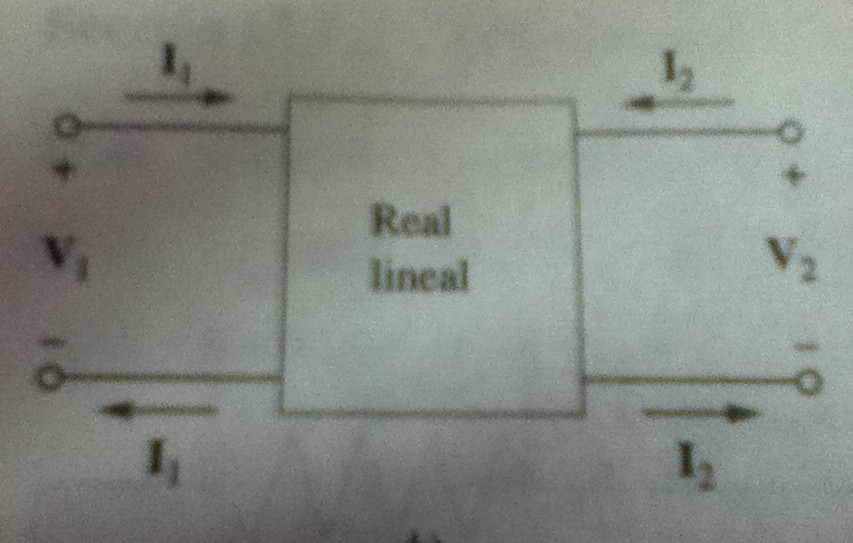 I1 I2
+ +
Real
V1 V2
lineal
− −
I1 I2